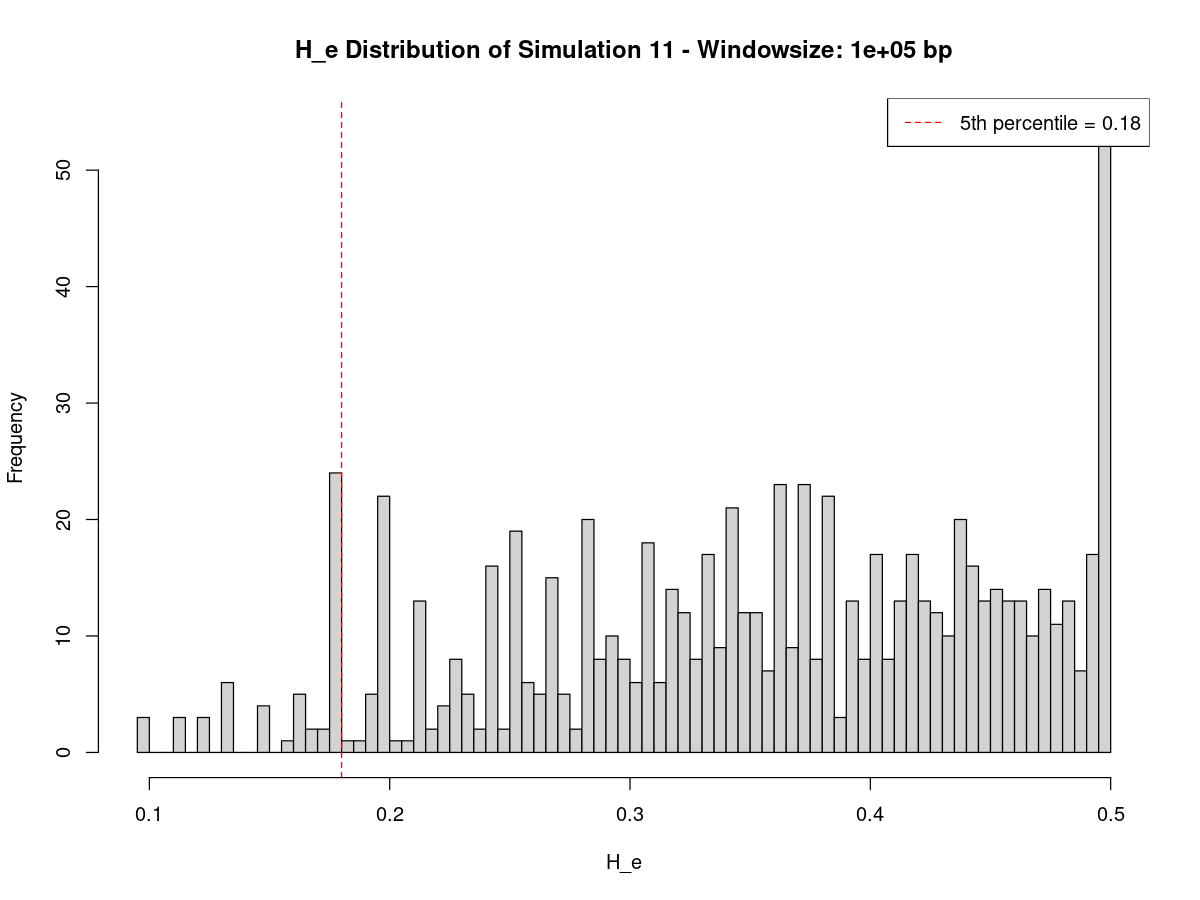 H_e Distribution of Simulation 11 - Windowsize: 1e+05 bp
5th percentile = 0.18
Frequency
50
40
30
20
10
0
0.1 0.2 0.3 0.4 0.5
H_e